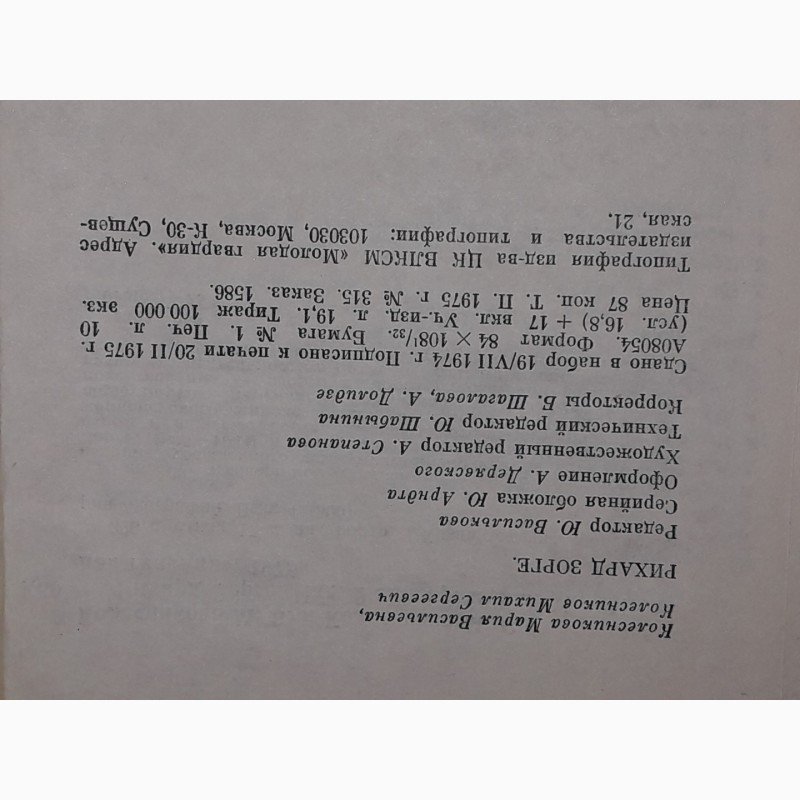 Колесникова Мария Васильевна,
Колесников Михаил Сергеевич
РИХАРД ЗОРГЕ.
Редактор Ю. Василькова
Серийная обложка Ю. Арндта
Оформление А. Дерявского
Художественный редактор А. Степанова
Технический редактор Ю. Шабынина
Корректоры Б. Шагалова, А. Долидзе
Сдано в набор 19/VII 1974 г. Подписано к печати 20/II 1975 г.
А08054. Формат 84 × 108¹/₃₂. Бумага № 1. Печ. л. 10
(усл. 16,8) + 17 вкл. Уч.-изд. л. 19,1. Тираж 100 000 экз.
Цена 87 коп. Т. П. 1975 г. № 315. Заказ 1586.
Типография изд-ва ЦК ВЛКСМ «Молодая гвардия». Адрес
издательства и типографии: 103030, Москва, К-30, Сущев-
ская, 21.